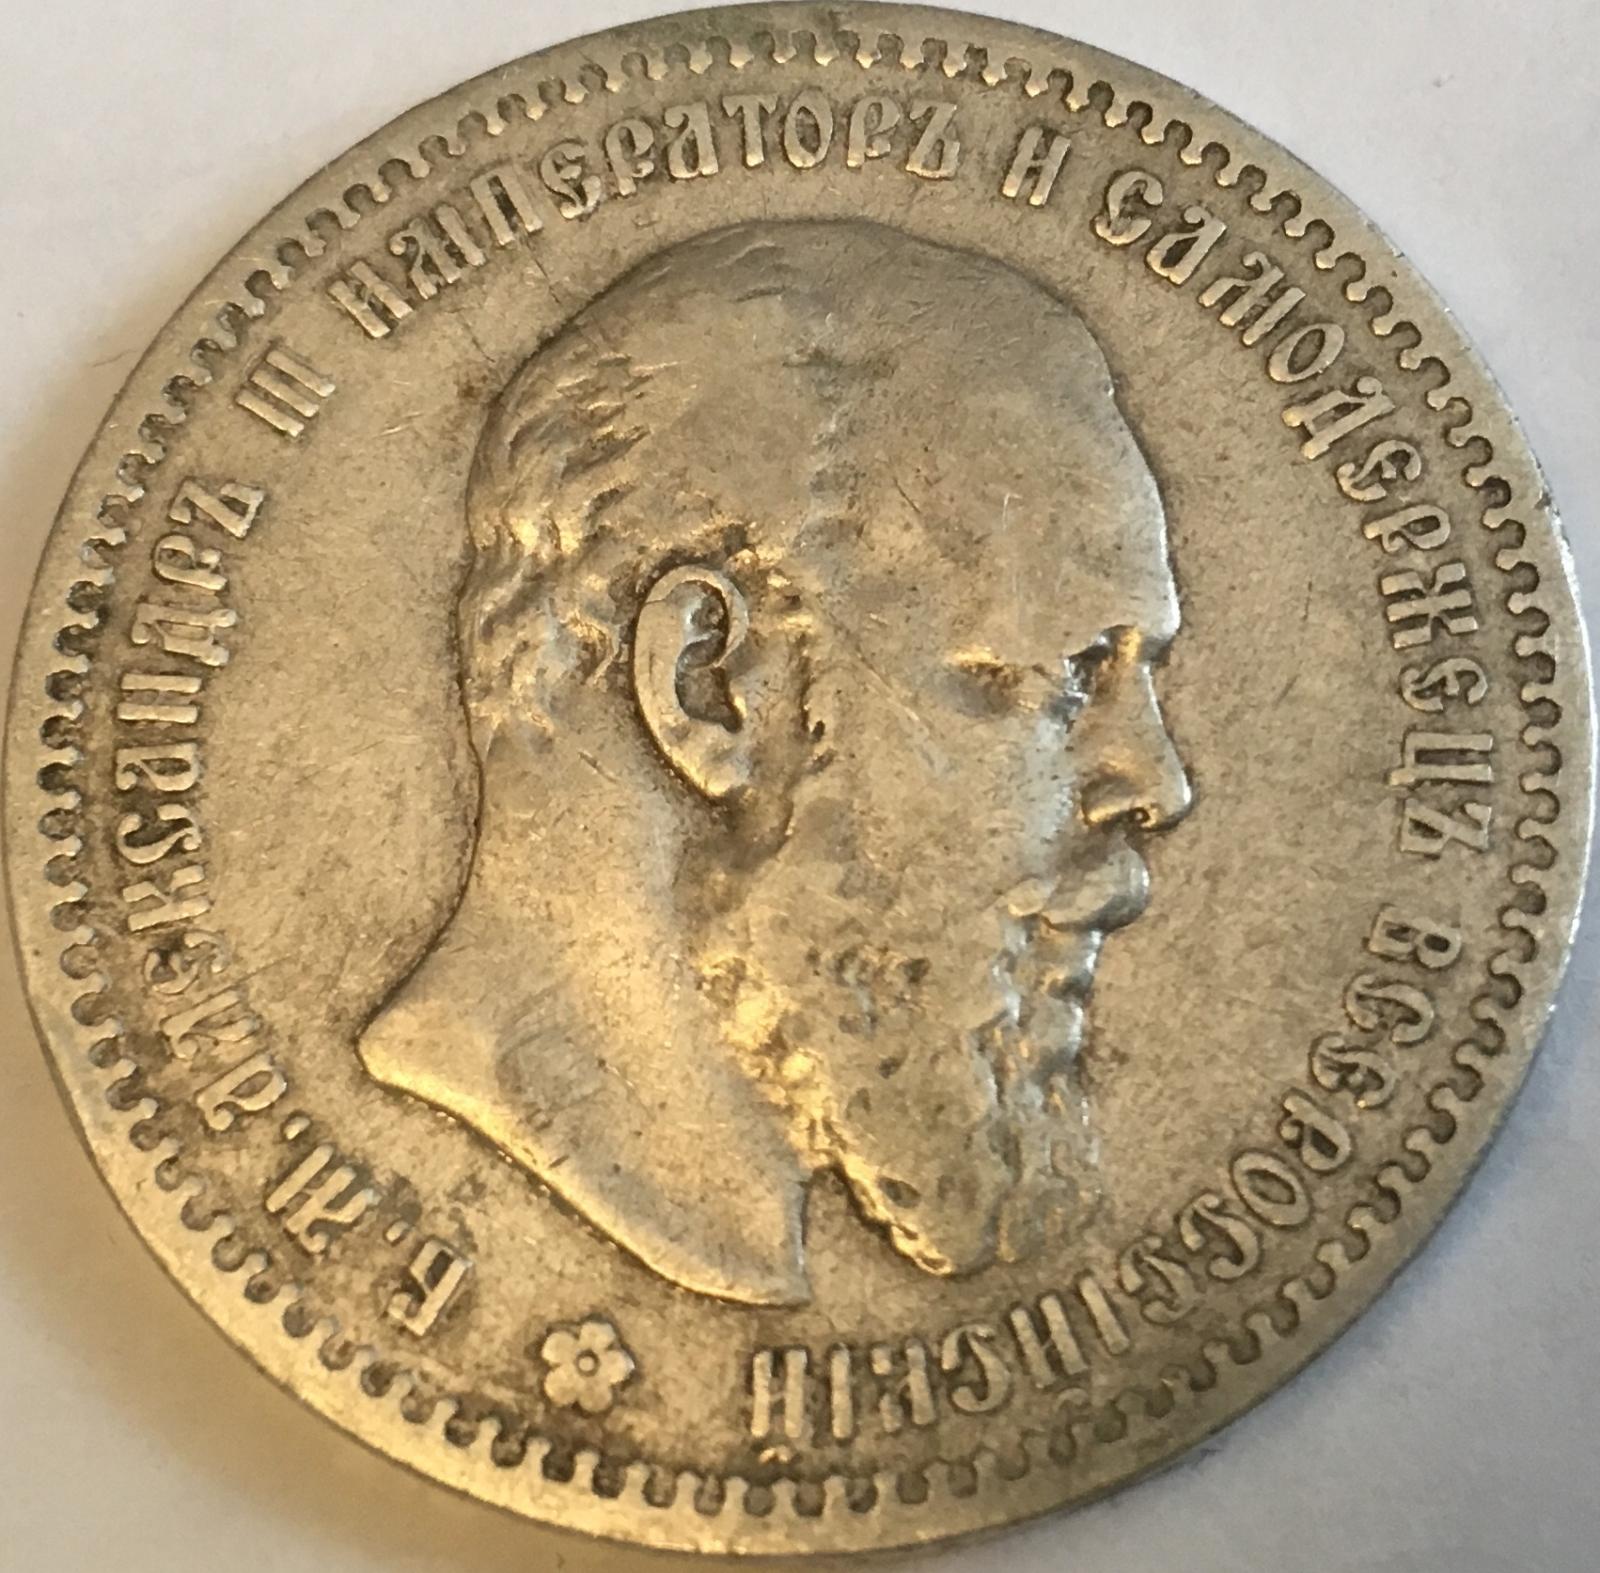 Б. М. АЛЕКСАНДРЪ III ИМПЕРАТОРЪ И САМОДЕРЖЕЦЪ ВСЕРОССІЙСКІЙ